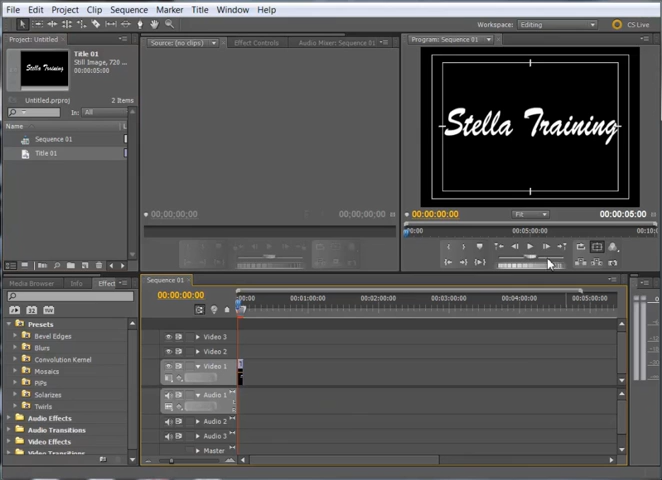 File Edit Project Clip Sequence Marker Title Window Help
Workspace: Editing CS Live
Project: Untitled
Title 01
Still Image, 720 ...
00;00;05;00
Stella Training
Untitled.prproj 2 Items
In: All
Name
Sequence 01
Title 01
Source: (no clips) Effect Controls Audio Mixer: Sequence 01
00;00;00;00 00;00;00;00
Program: Sequence 01
Stella Training
00:00:00:00 Fit 00:00:05:00
00:00 00:05:00:00 00:10:0
Media Browser Info Effect
Presets
Bevel Edges
Blurs
Convolution Kernel
Mosaics
PiPs
Solarizes
Twirls
Audio Effects
Audio Transitions
Video Effects
Video Transitions
Sequence 01
00:00:00:00
00:00 00:01:00:00 00:02:00:00 00:03:00:00 00:04:00:00 00:05:00:00
Video 3
Video 2
Video 1
Audio 1
Audio 2
Audio 3
Master
0